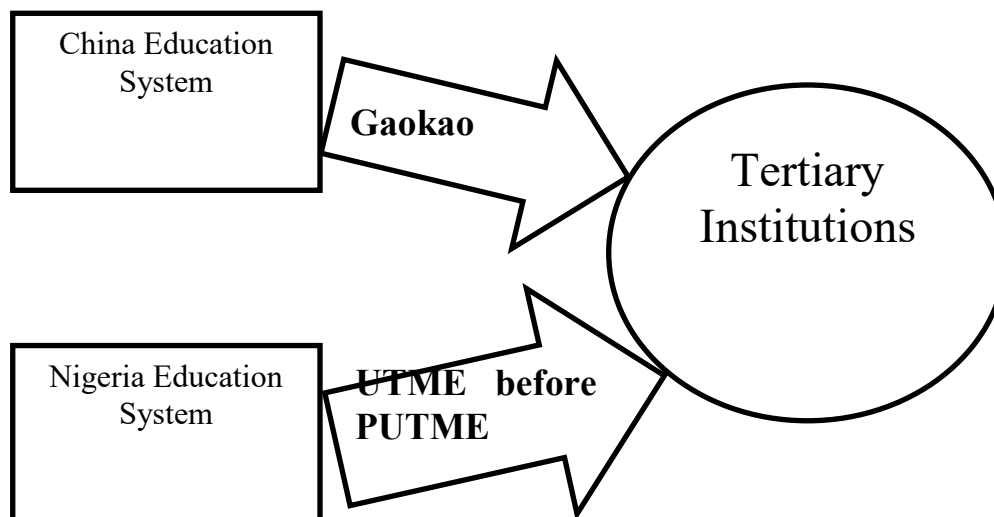 China Education
System
Gaokao
Tertiary
Institutions
Nigeria Education
System
UTME before
PUTME